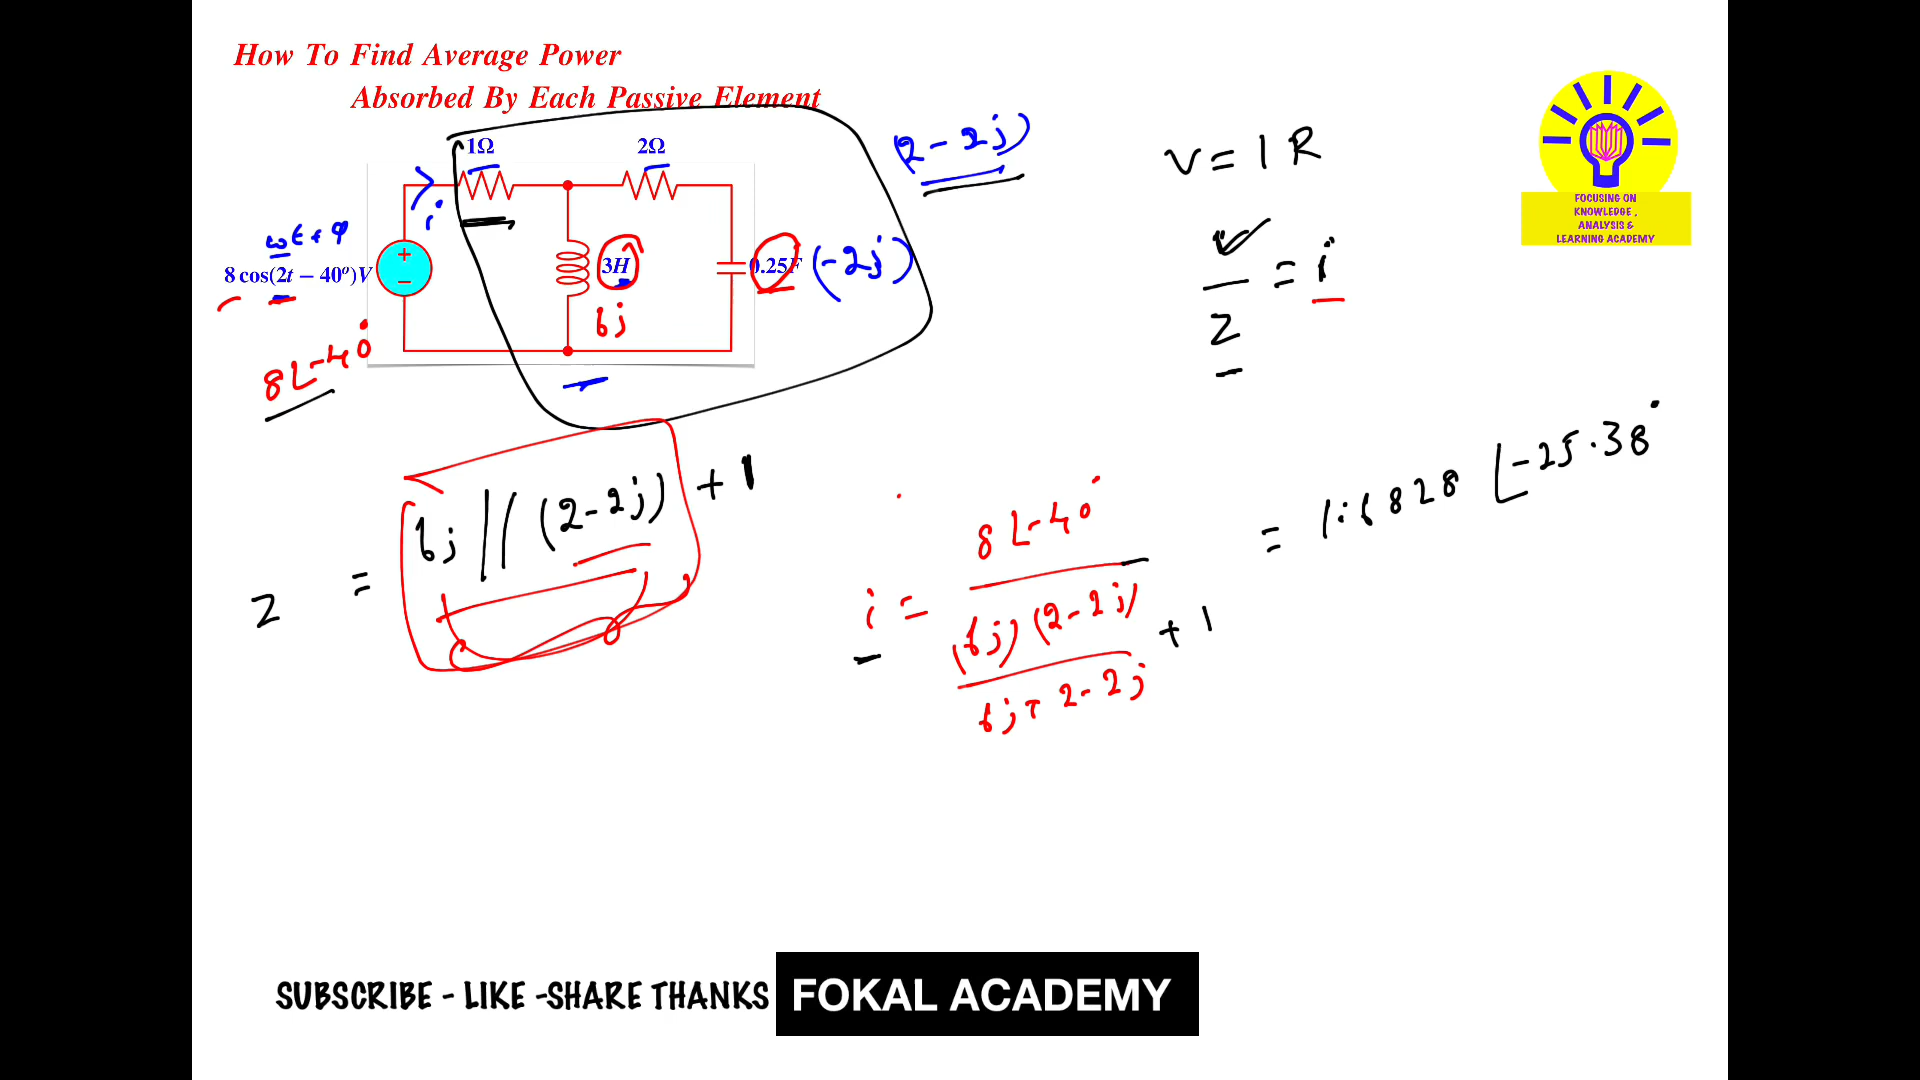 How To Find Average Power
Absorbed By Each Passive Element
1Ω
2Ω
(2-2j)
V = I R
FOCUSING ON
KNOWLEDGE ,
ANALYSIS &
LEARNING ACADEMY
ωt + φ
i
8 cos(2t − 40°)V
+
−
3H
0.25F
(-2j)
6j
8∠-40°
V/Z = i
Z = 6j || (2-2j) + 1
i = 8∠-40° / ((6j)(2-2j) / (6j+2-2j) + 1)
= 1.6828 ∠-25.38°
SUBSCRIBE - LIKE -SHARE THANKS
FOKAL ACADEMY